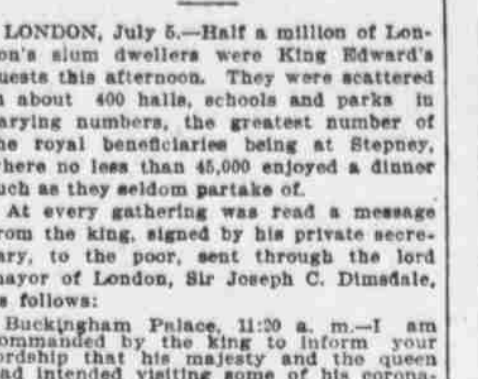 LONDON, July 5.—Half a million of Lon-
on's slum dwellers were King Edward's
uests this afternoon. They were scattered
n about 400 halls, schools and parks in
arying numbers, the greatest number of
he royal beneficiaries being at Stepney,
here no less than 45,000 enjoyed a dinner
uch as they seldom partake of.
At every gathering was read a message
rom the king, signed by his private secre-
ary, to the poor, sent through the lord
mayor of London, Sir Joseph C. Dimsdale,
s follows:
Buckingham Palace, 11:20 a. m.—I am
ommanded by the king to inform your
ordship that his majesty and the queen
ad intended visiting some of his corona-